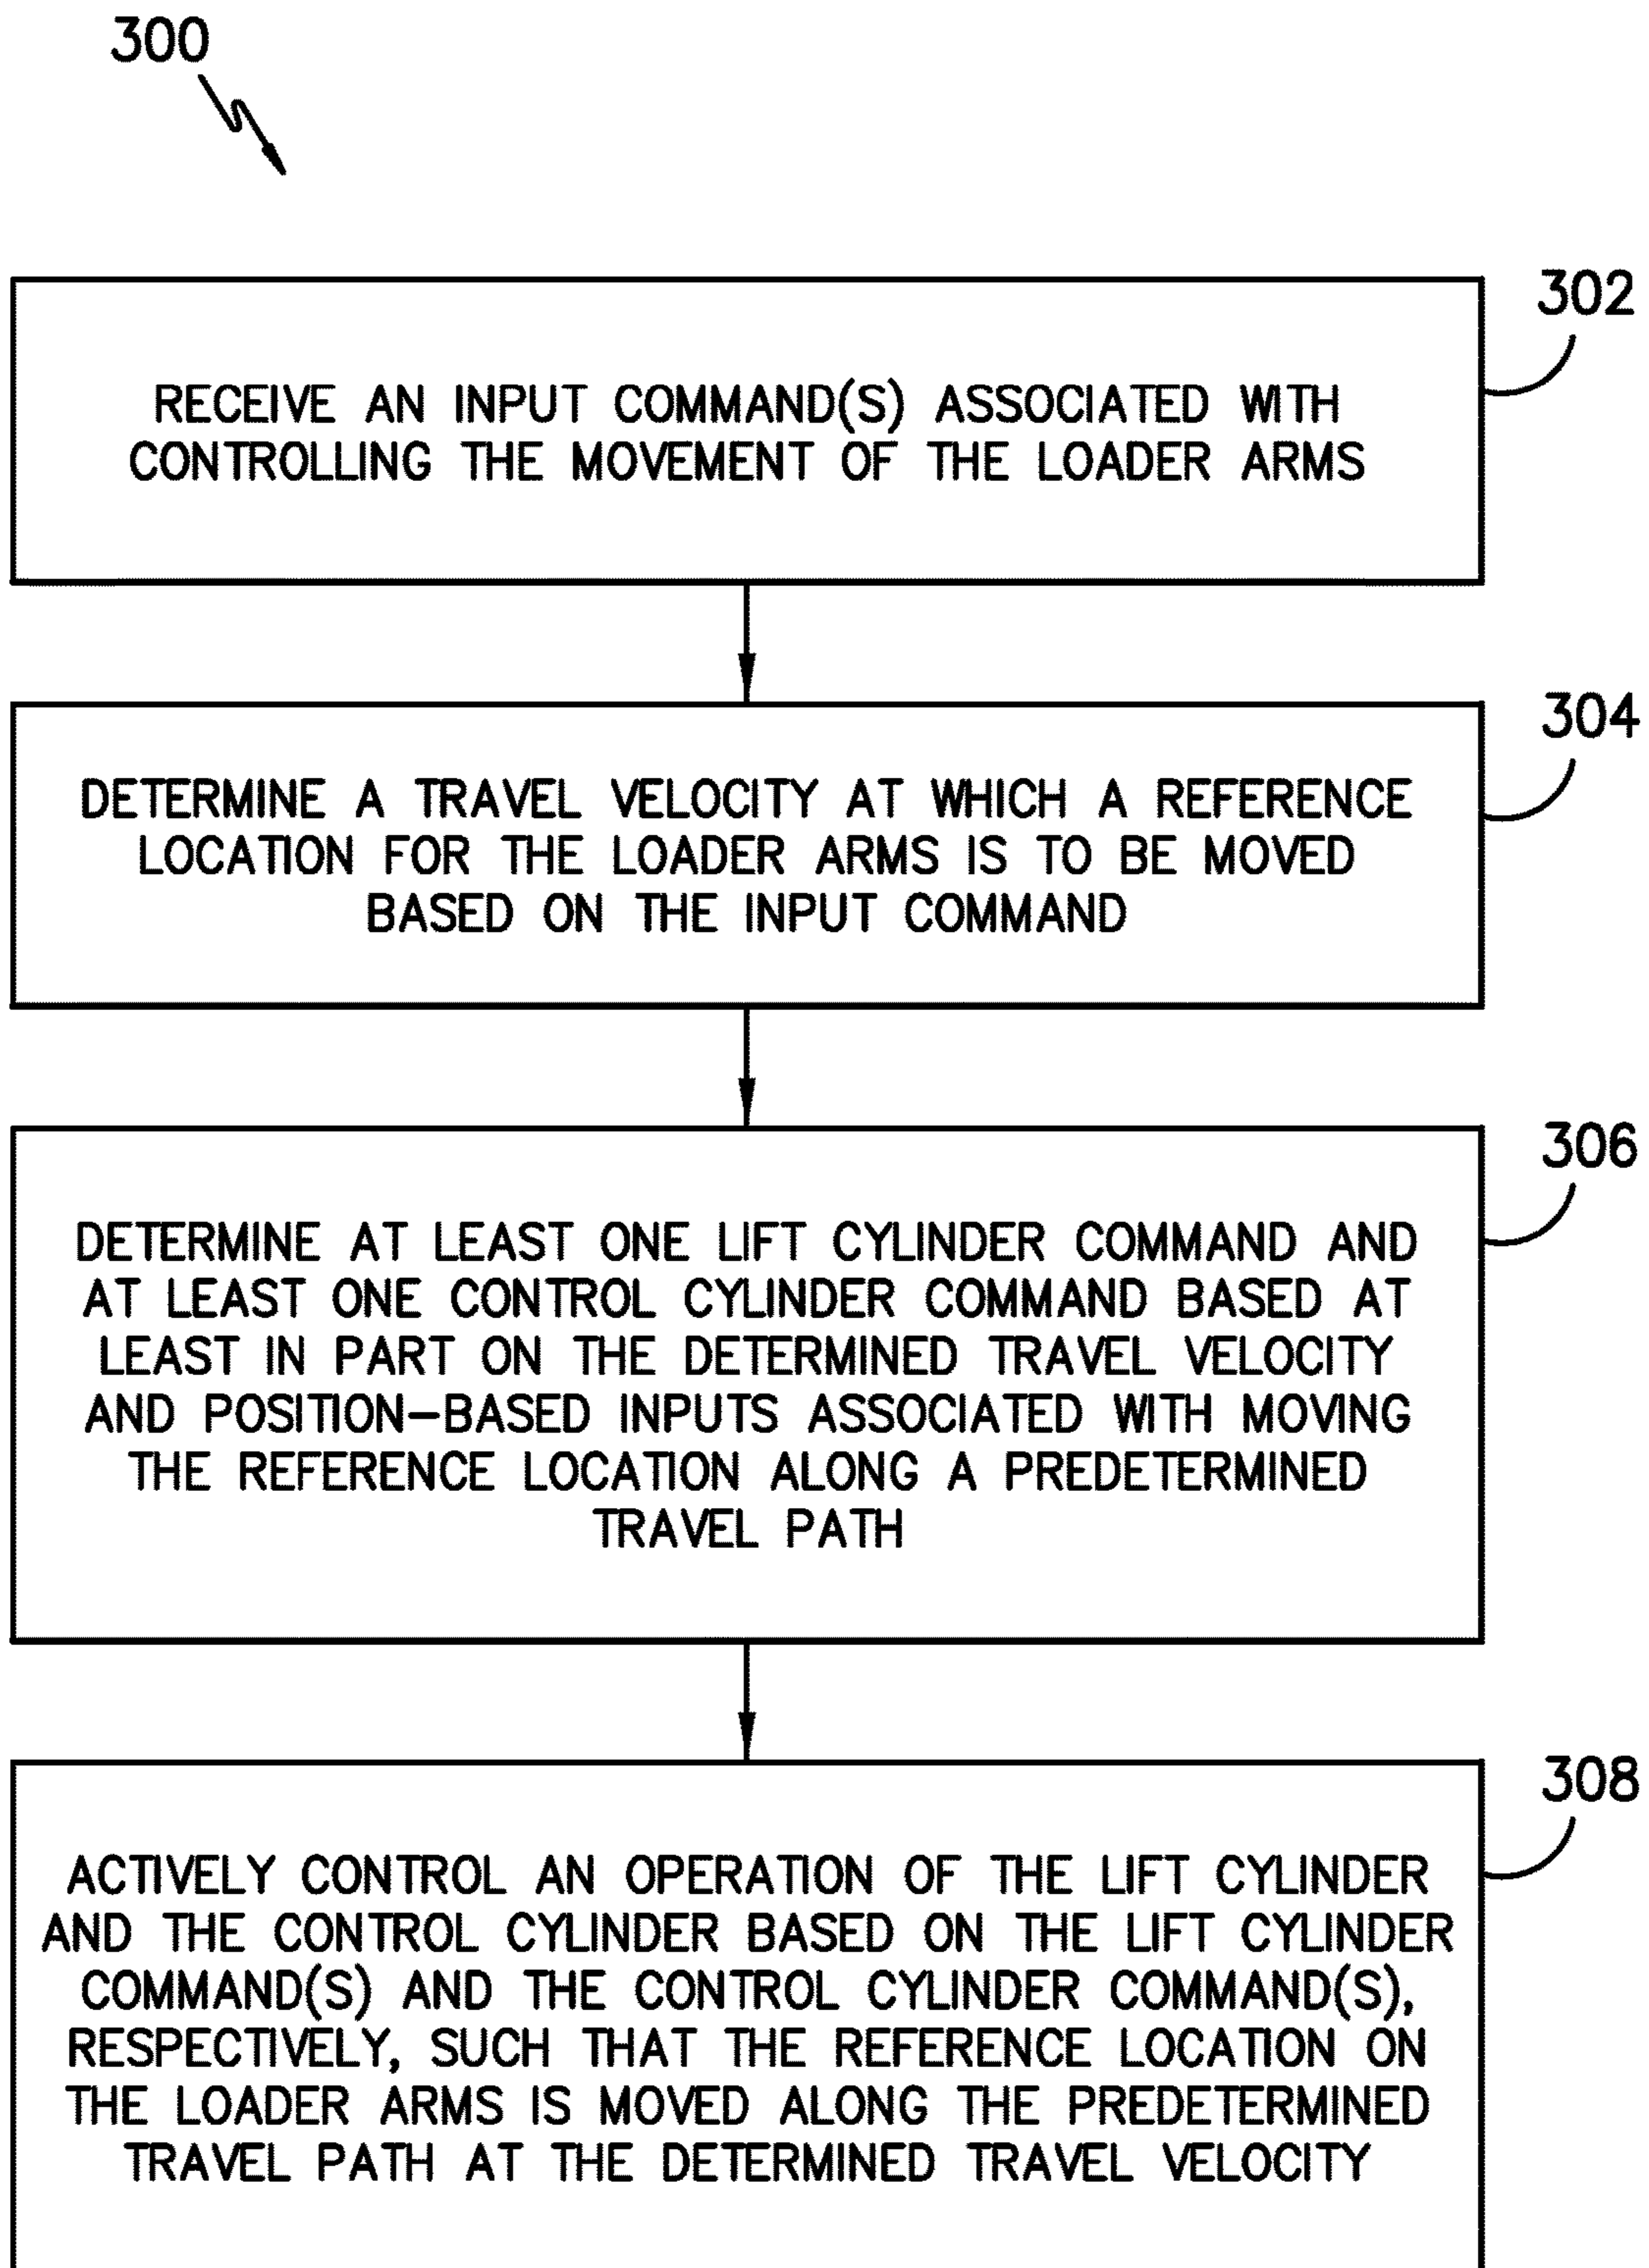 300
302
RECEIVE AN INPUT COMMAND(S) ASSOCIATED WITH
CONTROLLING THE MOVEMENT OF THE LOADER ARMS
304
DETERMINE A TRAVEL VELOCITY AT WHICH A REFERENCE
LOCATION FOR THE LOADER ARMS IS TO BE MOVED
BASED ON THE INPUT COMMAND
306
DETERMINE AT LEAST ONE LIFT CYLINDER COMMAND AND
AT LEAST ONE CONTROL CYLINDER COMMAND BASED AT
LEAST IN PART ON THE DETERMINED TRAVEL VELOCITY
AND POSITION-BASED INPUTS ASSOCIATED WITH MOVING
THE REFERENCE LOCATION ALONG A PREDETERMINED
TRAVEL PATH
308
ACTIVELY CONTROL AN OPERATION OF THE LIFT CYLINDER
AND THE CONTROL CYLINDER BASED ON THE LIFT CYLINDER
COMMAND(S) AND THE CONTROL CYLINDER COMMAND(S),
RESPECTIVELY, SUCH THAT THE REFERENCE LOCATION ON
THE LOADER ARMS IS MOVED ALONG THE PREDETERMINED
TRAVEL PATH AT THE DETERMINED TRAVEL VELOCITY